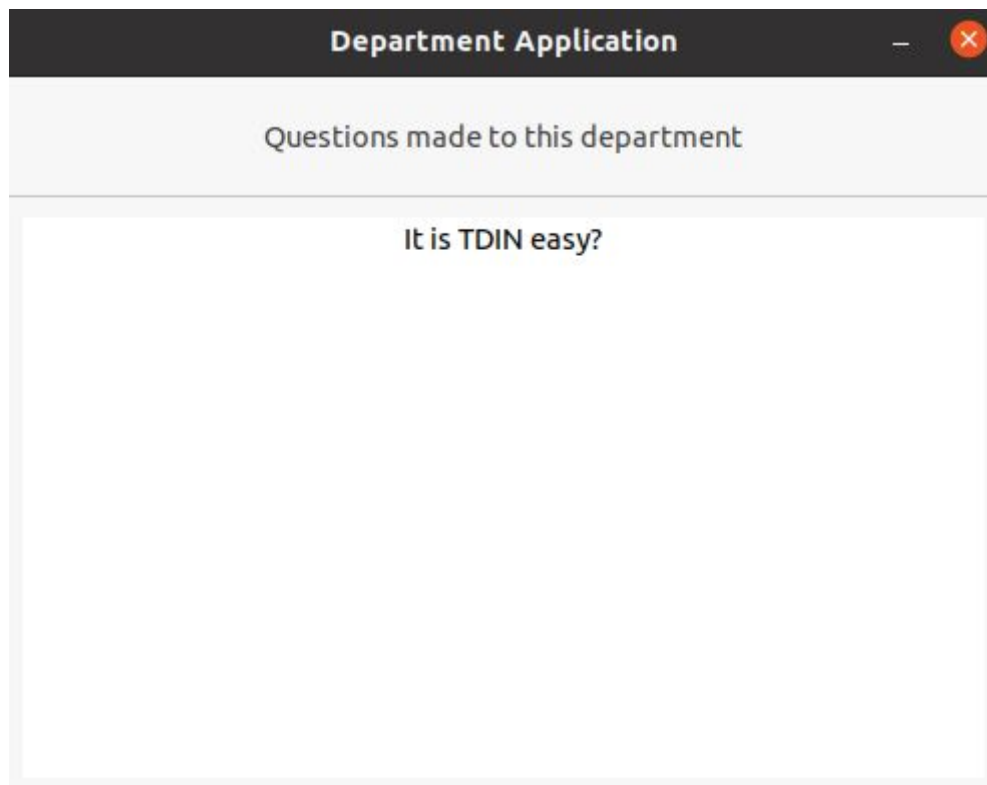 Department Application
Questions made to this department
It is TDIN easy?